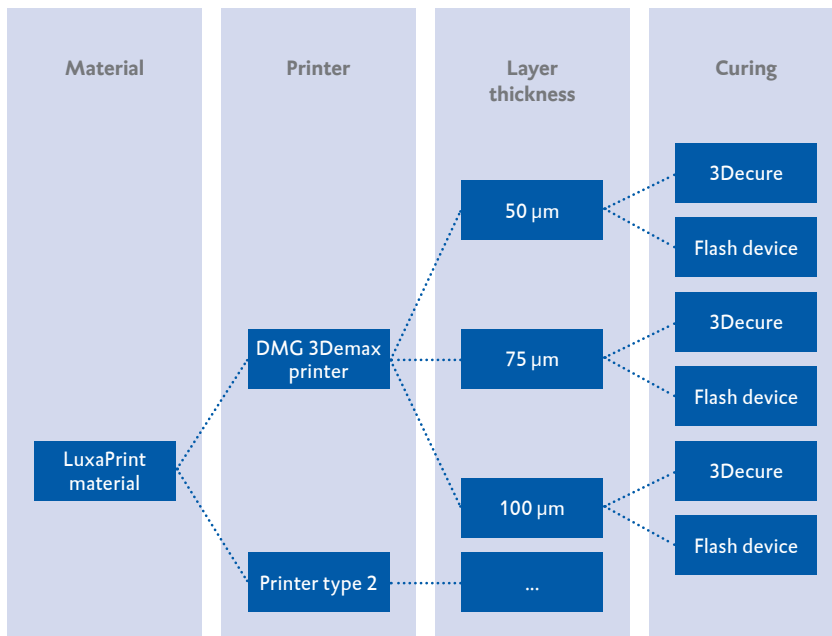 Material
Printer
Layer
thickness
Curing
LuxaPrint
material
DMG 3Demax
printer
Printer type 2
50 µm
75 µm
100 µm
...
3Decure
Flash device
3Decure
Flash device
3Decure
Flash device